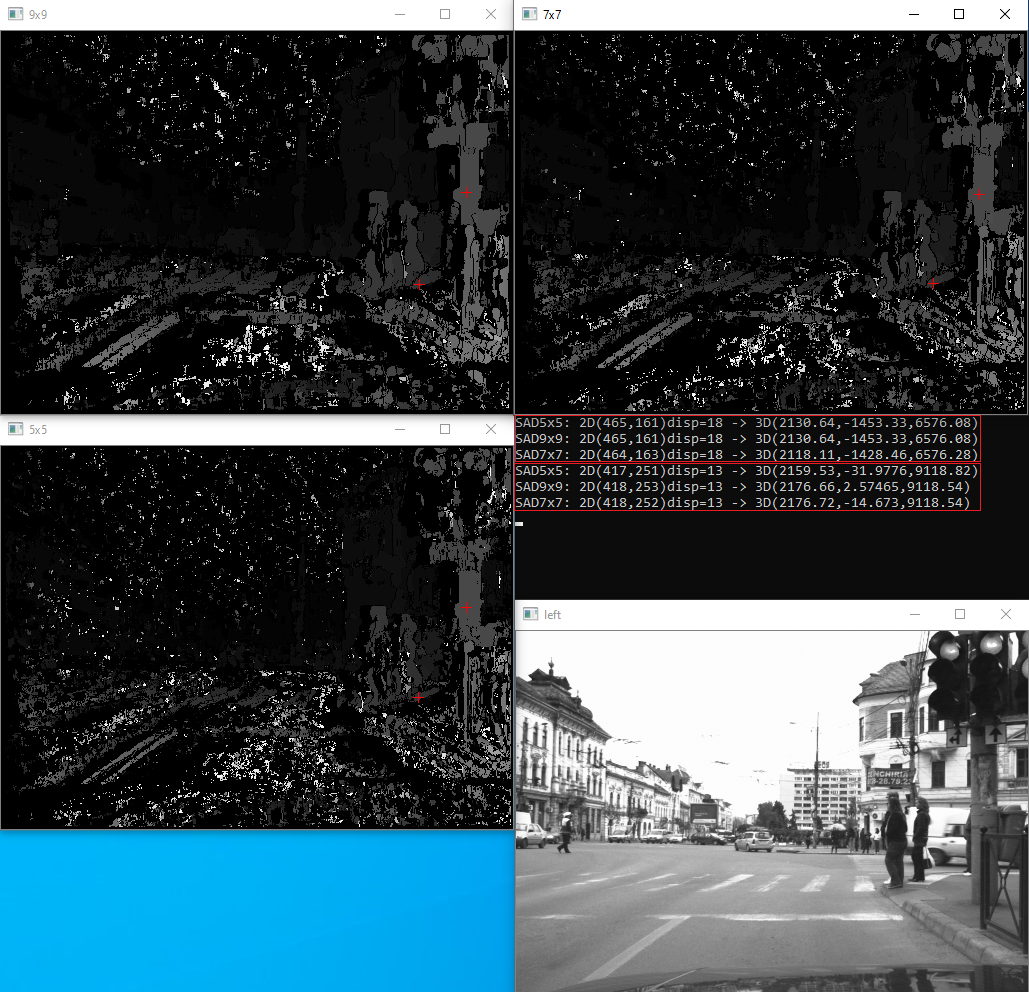 9x9
7x7
5x5
SAD5x5: 2D(465,161)disp=18 -> 3D(2130.64,-1453.33,6576.08)
SAD9x9: 2D(465,161)disp=18 -> 3D(2130.64,-1453.33,6576.08)
SAD7x7: 2D(464,163)disp=18 -> 3D(2118.11,-1428.46,6576.28)
SAD5x5: 2D(417,251)disp=13 -> 3D(2159.53,-31.9776,9118.82)
SAD9x9: 2D(418,253)disp=13 -> 3D(2176.66,2.57465,9118.54)
SAD7x7: 2D(418,252)disp=13 -> 3D(2176.72,-14.673,9118.54)
left